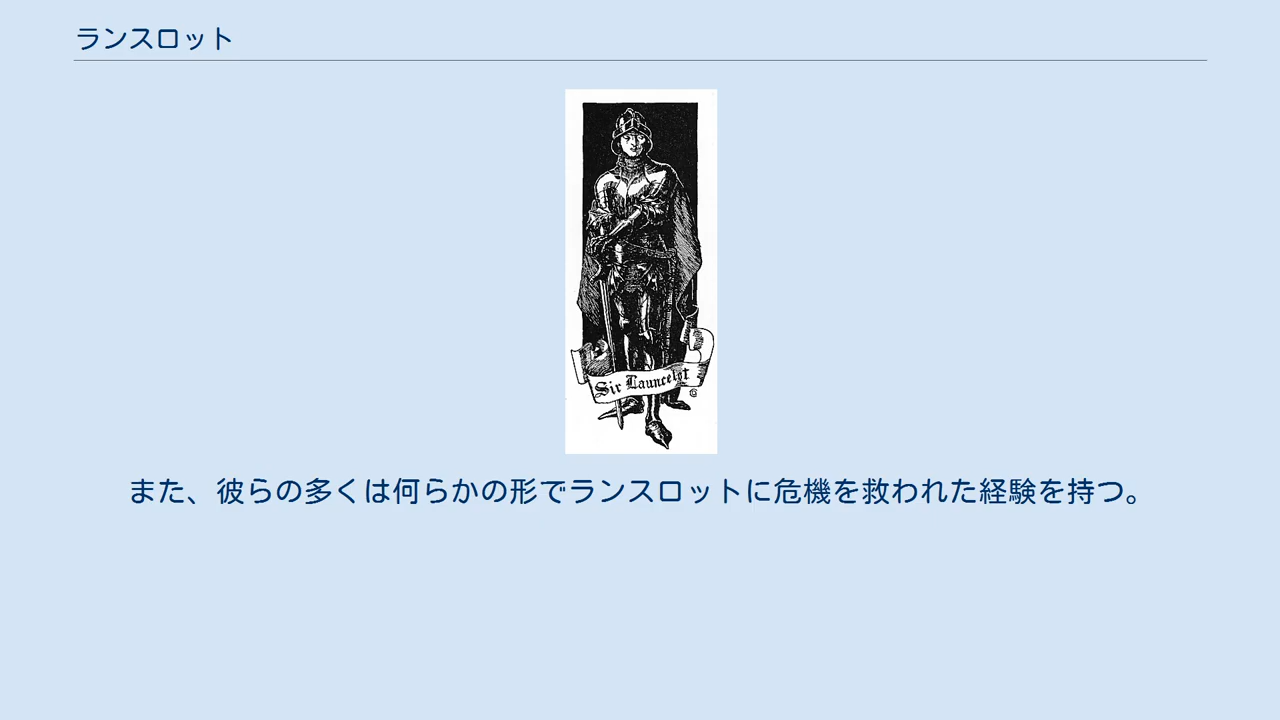 ランスロット
Sir Launcelot
また、彼らの多くは何らかの形でランスロットに危機を救われた経験を持つ。